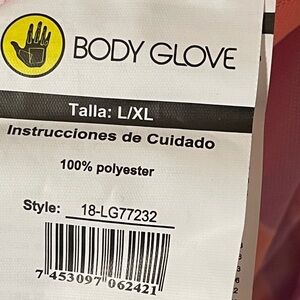 BODY GLOVE
Talla: L/XL
Instrucciones de Cuidado
100% polyester
Style: 18-LG77232
7 453097 062421